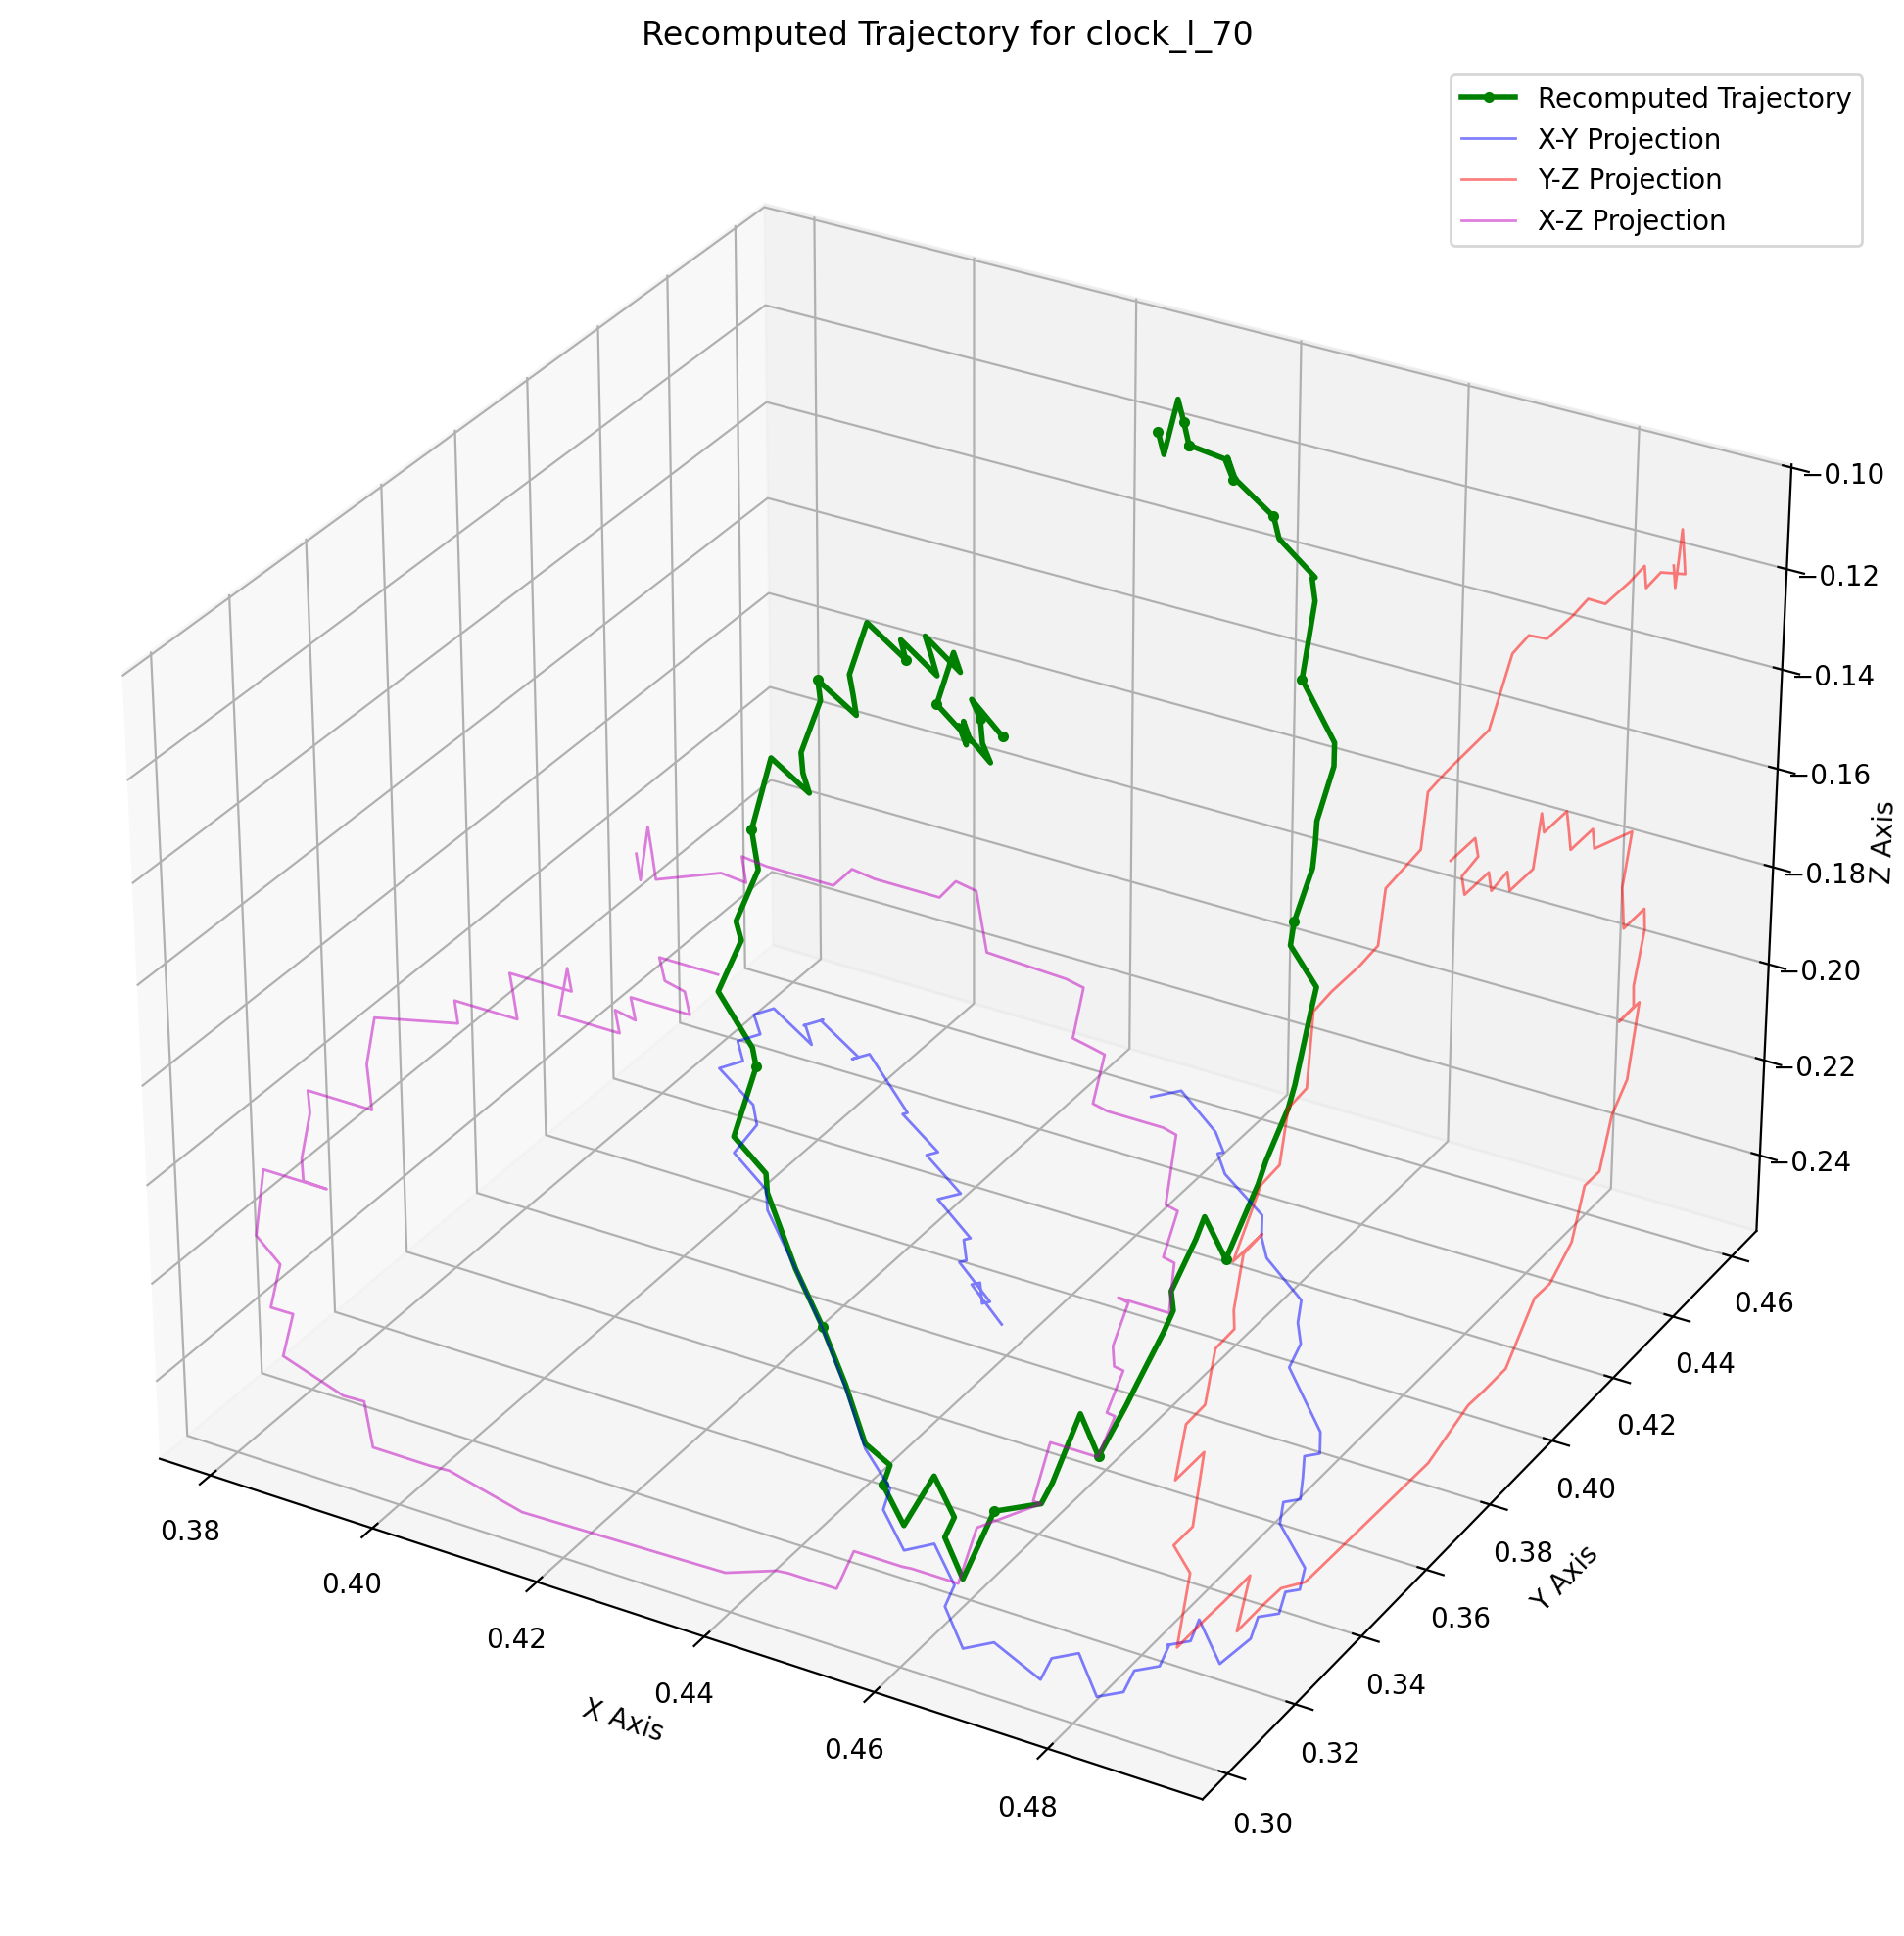 Recomputed Trajectory for clock_l_70
Recomputed Trajectory
X-Y Projection
Y-Z Projection
X-Z Projection
−0.10
−0.12
−0.14
−0.16
−0.18
−0.20
−0.22
−0.24
Z Axis
0.46
0.44
0.42
0.40
0.38
0.36
0.34
0.32
0.30
Y Axis
0.38
0.40
0.42
0.44
0.46
0.48
X Axis